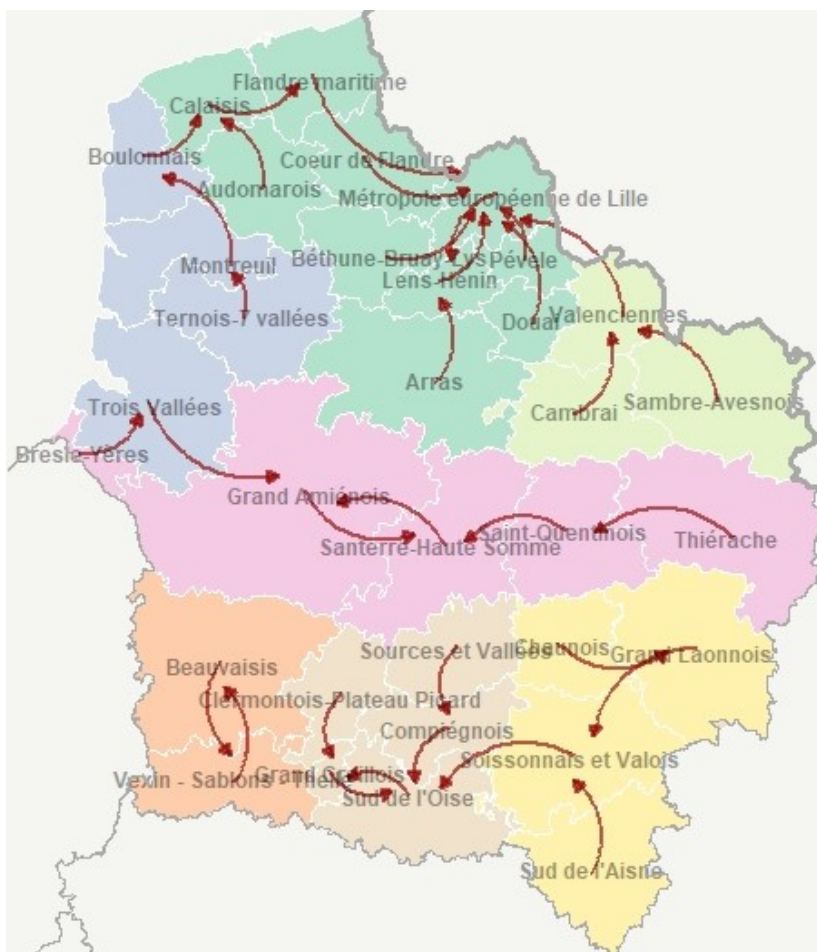 Flandre maritime
Calaisis
Boulonnais
Coeur de Flandre
Audomarois
Métropole européenne de Lille
Montreuil
Béthune-Bruay-Lys
Pévèle
Lens-Hénin
Ternois-7 vallées
Douai
Valenciennes
Arras
Trois Vallées
Cambrai
Sambre-Avesnois
Bresle-Yères
Grand Amiénois
Santerre-Haute Somme
Saint-Quentinois
Thiérache
Beauvaisis
Sources et Vallées
Chaunois
Grand Laonnois
Clermontois-Plateau Picard
Compiégnois
Vexin - Sablons - Thelle
Grand Creillois
Soissonnais et Valois
Sud de l'Oise
Sud de l'Aisne